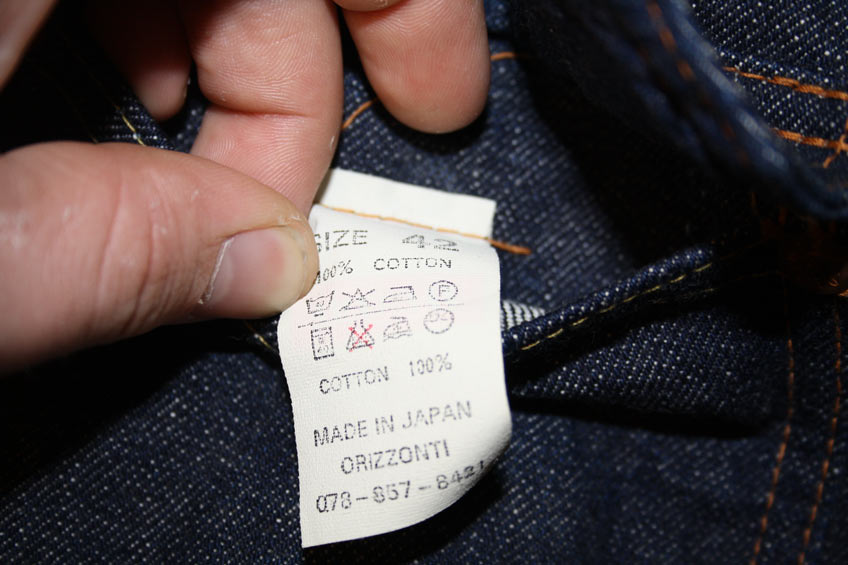 SIZE 42
100% COTTON
F
COTTON 100%
MADE IN JAPAN
ORIZZONTI
078-857-8421